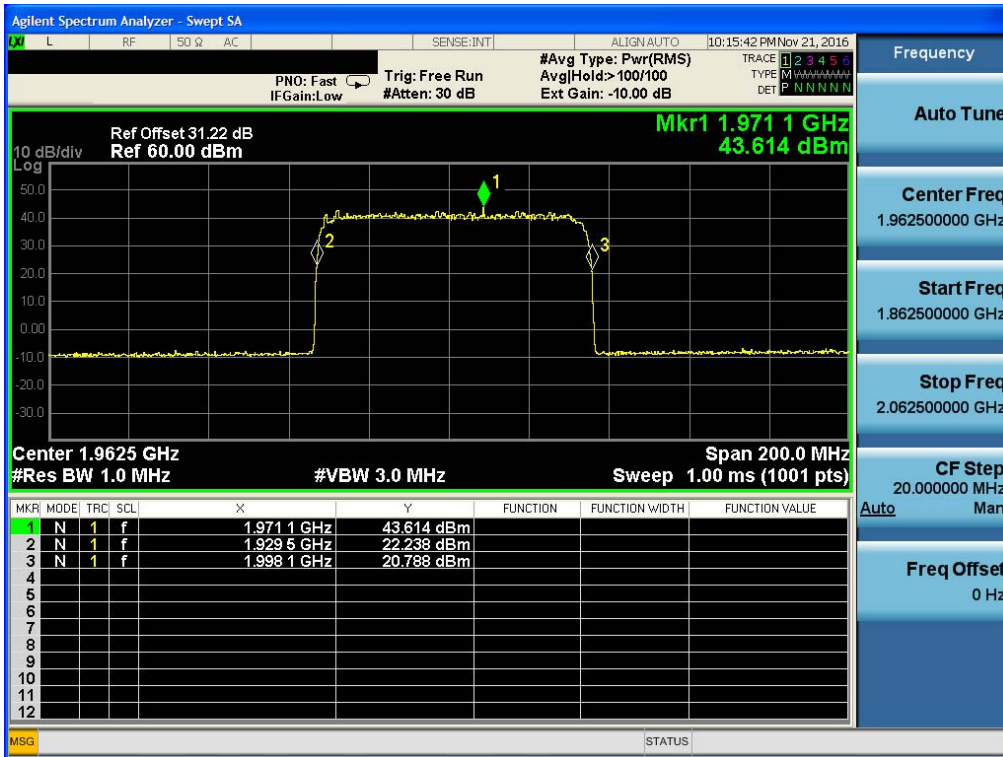 Agilent Spectrum Analyzer - Swept SA
LXI L RF 50 Ω AC SENSE:INT ALIGN AUTO 10:15:42 PM Nov 21, 2016
#Avg Type: Pwr(RMS) TRACE 1 2 3 4 5 6
PNO: Fast Trig: Free Run Avg|Hold:>100/100 TYPE M WWWWWW
IFGain:Low #Atten: 30 dB Ext Gain: -10.00 dB DET P N N N N N
Mkr1 1.971 1 GHz
43.614 dBm
Ref Offset 31.22 dB
10 dB/div Ref 60.00 dBm
Log
50.0
40.0
30.0
20.0
10.0
0.00
-10.0
-20.0
-30.0
1
2
3
Center 1.9625 GHz Span 200.0 MHz
#Res BW 1.0 MHz #VBW 3.0 MHz Sweep 1.00 ms (1001 pts)
MKR MODE TRC SCL X Y FUNCTION FUNCTION WIDTH FUNCTION VALUE
1 N 1 f 1.971 1 GHz 43.614 dBm
2 N 1 f 1.929 5 GHz 22.238 dBm
3 N 1 f 1.998 1 GHz 20.788 dBm
4
5
6
7
8
9
10
11
12
MSG STATUS
Frequency
Auto Tune
Center Freq
1.962500000 GHz
Start Freq
1.862500000 GHz
Stop Freq
2.062500000 GHz
CF Step
20.000000 MHz
Auto Man
Freq Offset
0 Hz